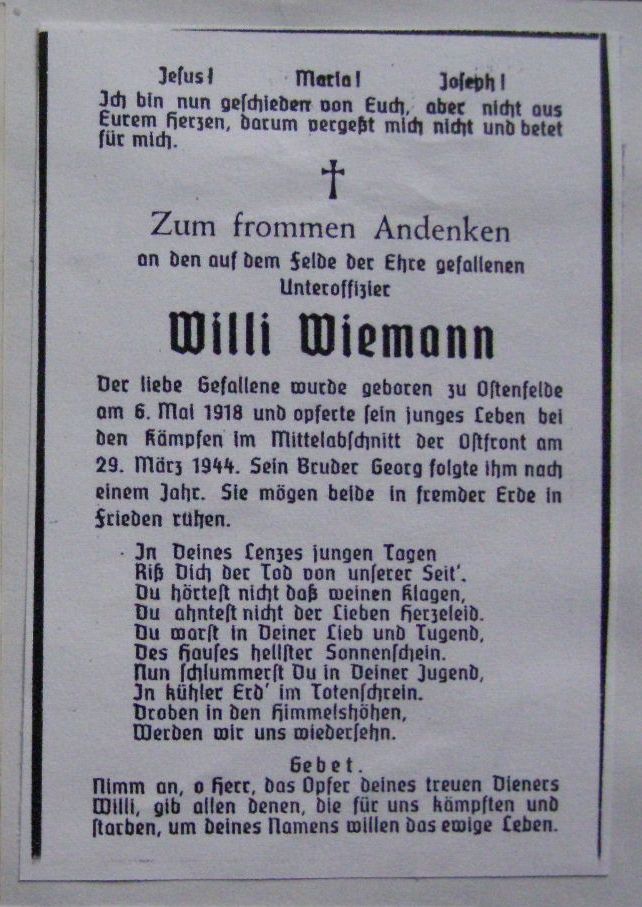 Jesus! Maria! Joseph!
Ich bin nun geschieden von Euch, aber nicht aus
Eurem Herzen, darum vergeßt mich nicht und betet
für mich.
Zum frommen Andenken
an den auf dem Felde der Ehre gefallenen
Unteroffizier
Willi Wiemann
Der liebe Gefallene wurde geboren zu Ostenfelde
am 6. Mai 1918 und opferte sein junges Leben bei
den Kämpfen im Mittelabschnitt der Ostfront am
29. März 1944. Sein Bruder Georg folgte ihm nach
einem Jahr. Sie mögen beide in fremder Erde in
Frieden ruhen.
In Deines Lenzes jungen Tagen
Riß Dich der Tod von unserer Seit'.
Du hörtest nicht daß weinen Klagen,
Du ahntest nicht der Lieben Herzeleid.
Du warst in Deiner Lieb und Tugend,
Des Hauses hellster Sonnenschein.
Nun schlummerst Du in Deiner Jugend,
In kühler Erd' im Totenschrein.
Droben in den Himmelshöhen,
Werden wir uns wiedersehn.
Gebet.
Nimm an, o Herr, das Opfer deines treuen Dieners
Willi, gib allen denen, die für uns kämpften und
starben, um deines Namens willen das ewige Leben.